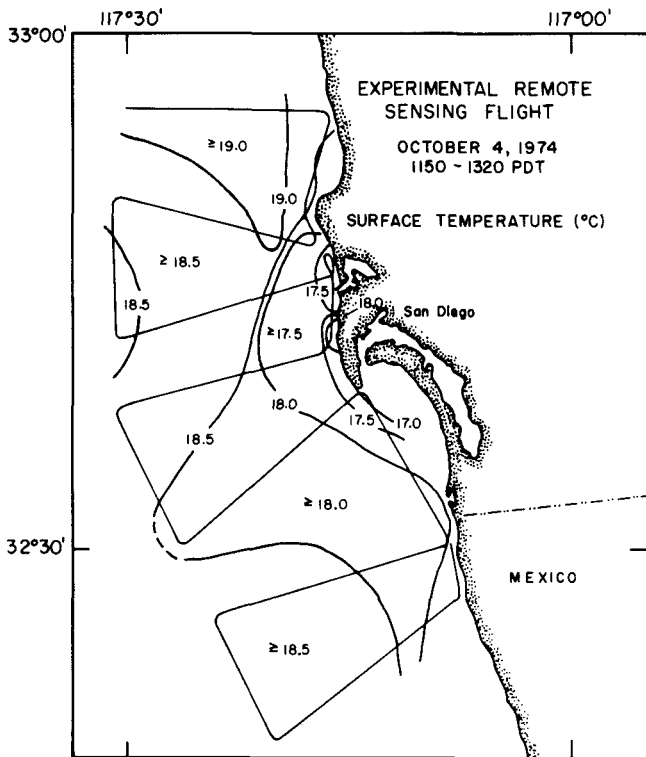 117°30'
117°00'
33°00'
EXPERIMENTAL REMOTE
SENSING FLIGHT
OCTOBER 4, 1974
1150 - 1320 PDT
SURFACE TEMPERATURE (°C)
≥ 19.0
19.0
≥ 18.5
18.5
17.5
18.0
San Diego
≥ 17.5
18.0
17.5
17.0
18.5
≥ 18.0
32°30'
MEXICO
≥ 18.5